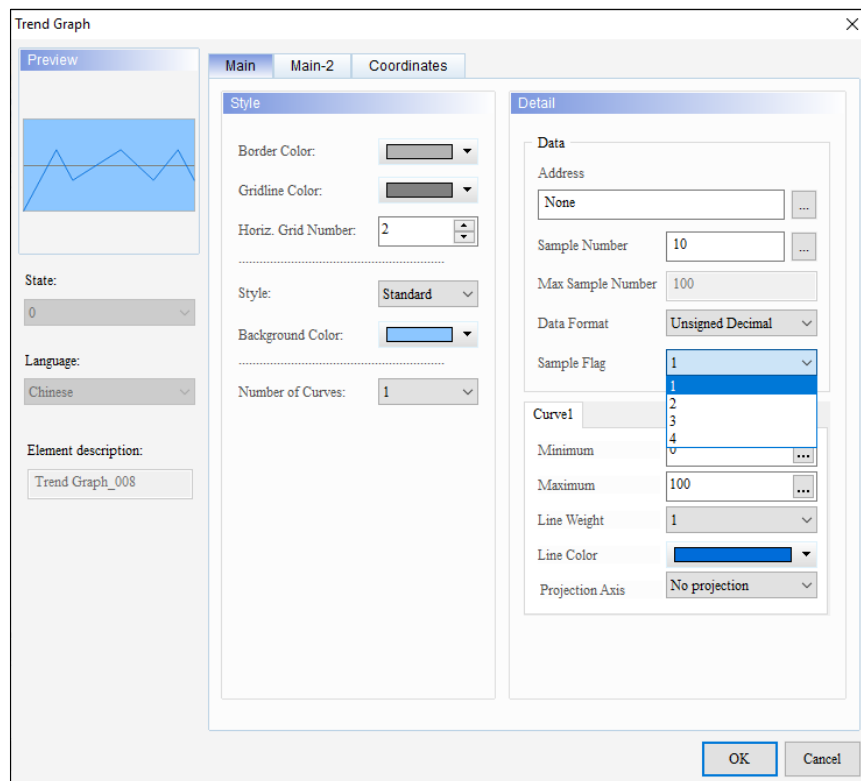 Trend Graph
Preview
State:
0
Language:
Chinese
Element description:
Trend Graph_008
Main
Main-2
Coordinates
Style
Border Color:
Gridline Color:
Horiz. Grid Number: 2
Style: Standard
Background Color:
Number of Curves: 1
Detail
Data
Address
None
...
Sample Number 10 ...
Max Sample Number 100
Data Format Unsigned Decimal
Sample Flag 1
1
2
3
4
Curve1
Minimum 0 ...
Maximum 100 ...
Line Weight 1
Line Color
Projection Axis No projection
OK
Cancel